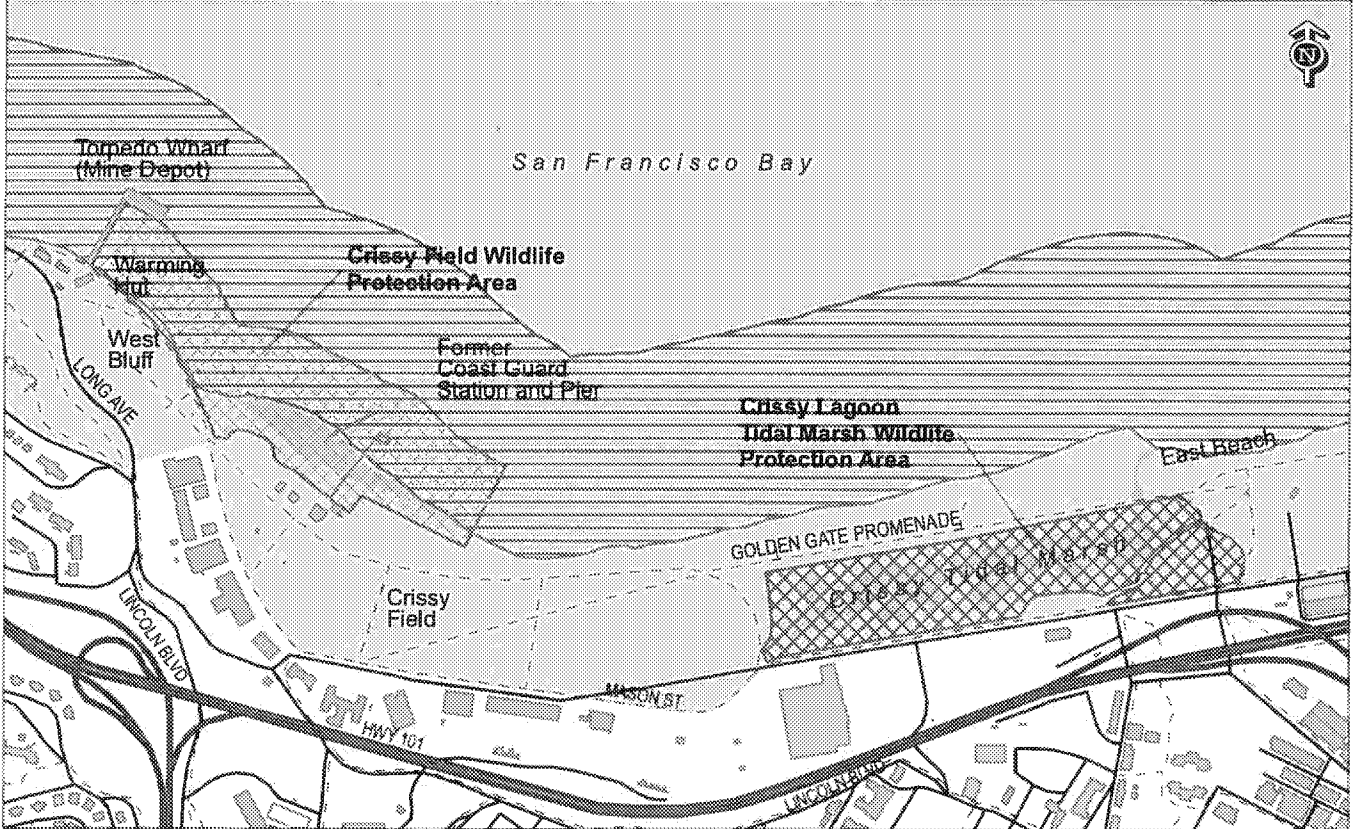 N
San Francisco Bay
Torpedo Wharf
(Mine Depot)
Crissy Field Wildlife
Protection Area
Warming
Hut
West
Bluff
LONG AVE
Former
Coast Guard
Station and Pier
Crissy Lagoon
Tidal Marsh Wildlife
Protection Area
East Beach
GOLDEN GATE PROMENADE
Crissy Tidal Marsh
Crissy
Field
LINCOLN BLVD
MASON ST
HWY 101
LINCOLN BLVD